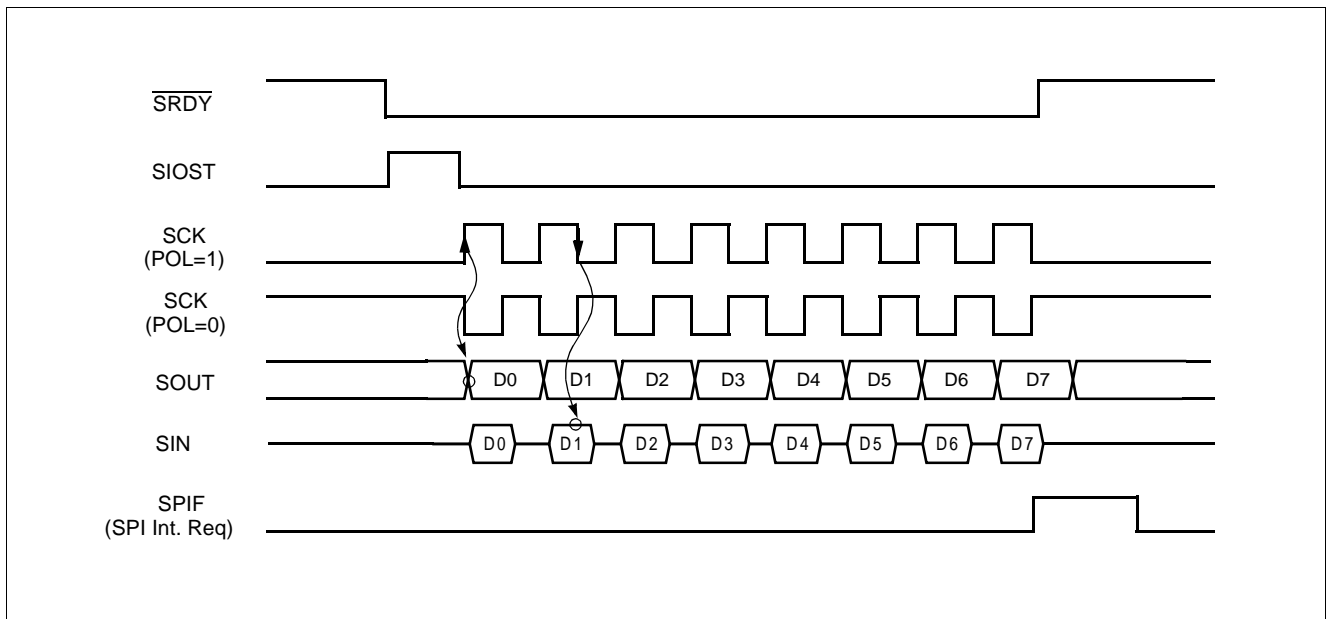 SRDY
SIOST
SCK
(POL=1)
SCK
(POL=0)
SOUT D0 D1 D2 D3 D4 D5 D6 D7
SIN D0 D1 D2 D3 D4 D5 D6 D7
SPIF
(SPI Int. Req)